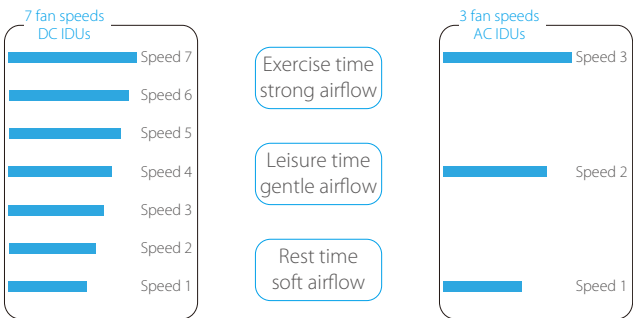 7 fan speeds
DC IDUs
Speed 7
Speed 6
Speed 5
Speed 4
Speed 3
Speed 2
Speed 1
Exercise time
strong airflow
Leisure time
gentle airflow
Rest time
soft airflow
3 fan speeds
AC IDUs
Speed 3
Speed 2
Speed 1